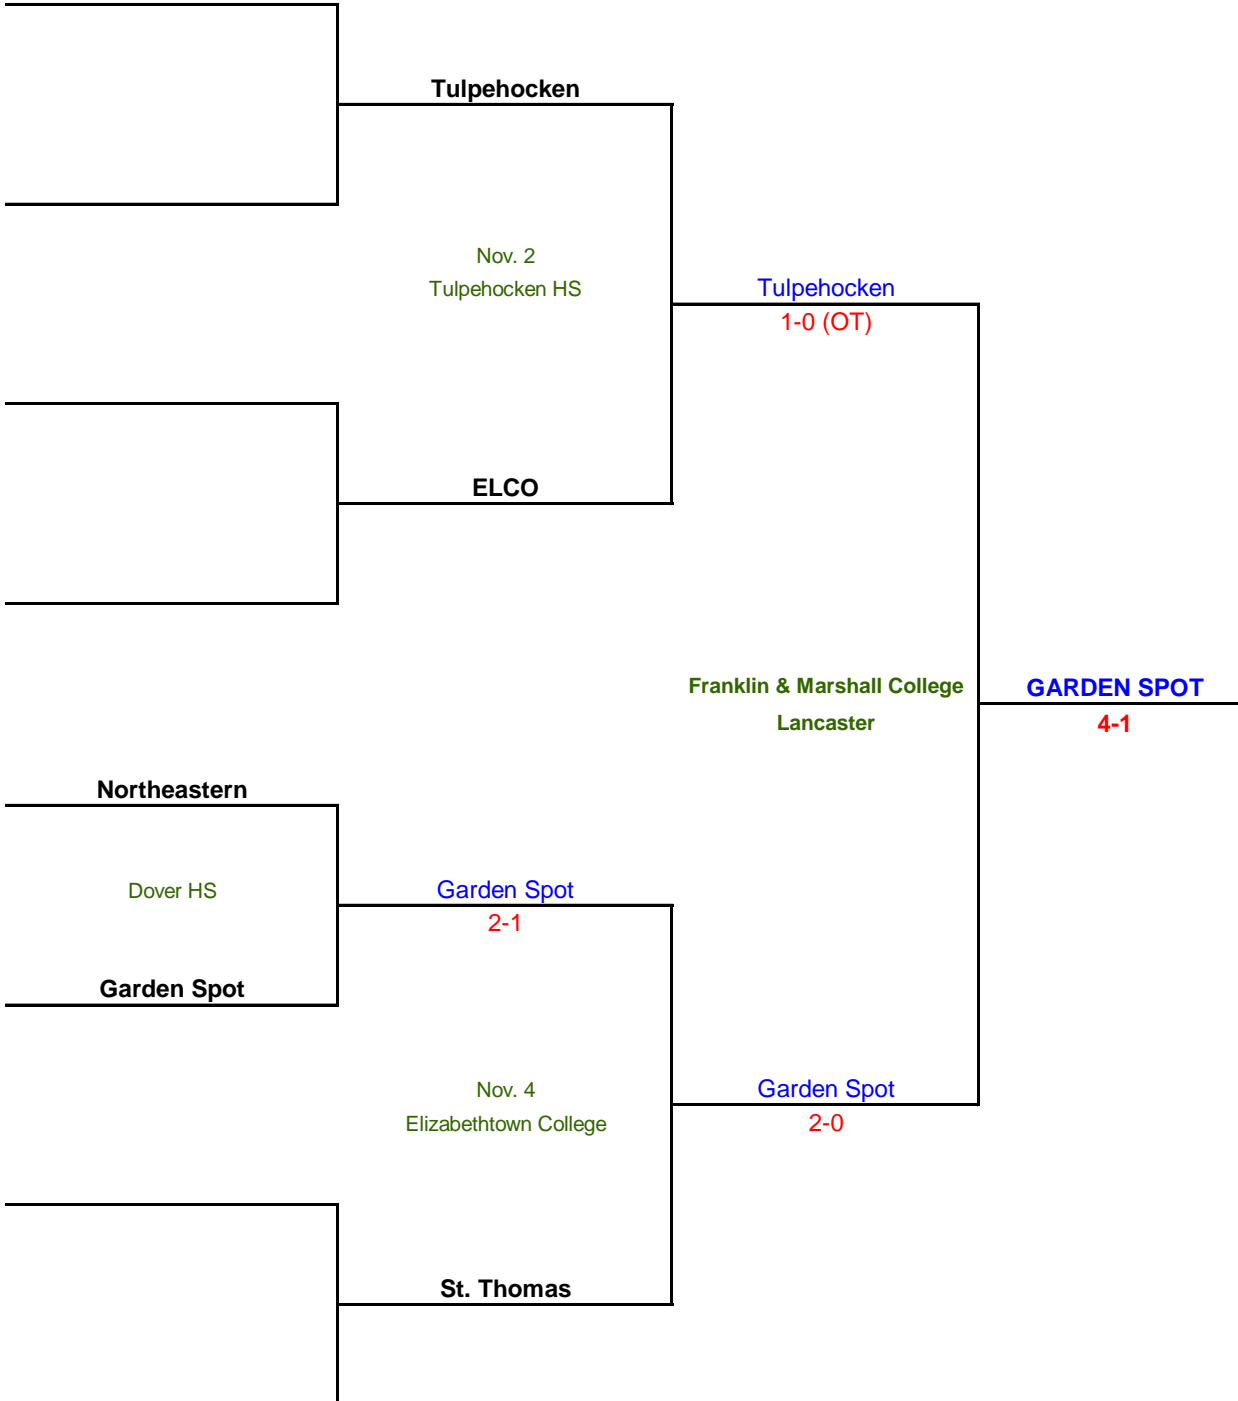 Tulpehocken
Nov. 2
Tulpehocken HS
Tulpehocken
1-0 (OT)
ELCO
Franklin & Marshall College
Lancaster
GARDEN SPOT
4-1
Northeastern
Dover HS
Garden Spot
2-1
Garden Spot
Nov. 4
Elizabethtown College
Garden Spot
2-0
St. Thomas